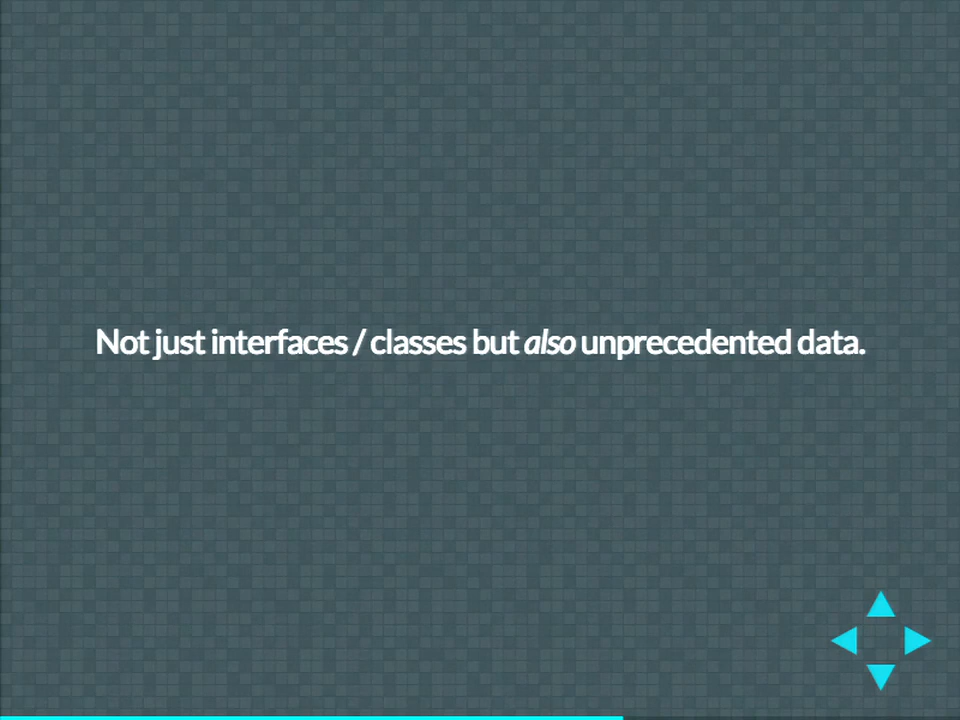 Not just interfaces / classes but also unprecedented data.